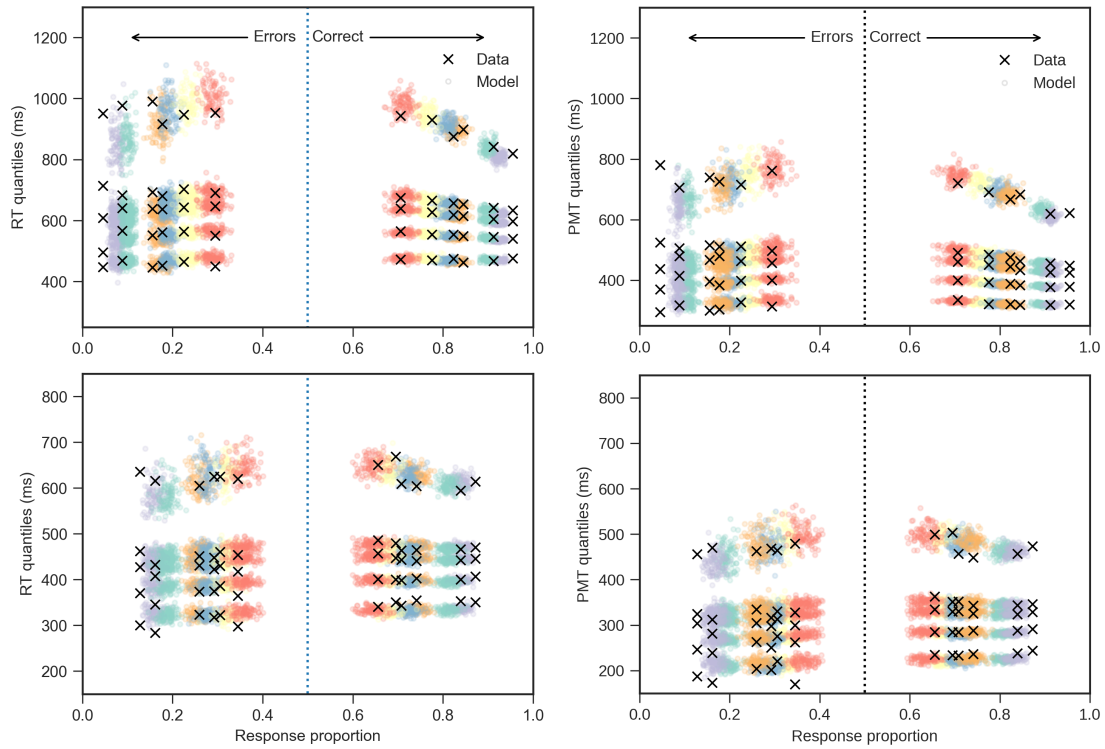 1200
1000
800
600
400
0.0 0.2 0.4 0.6 0.8 1.0
RT quantiles (ms)
Errors Correct
Data
Model
1200
1000
800
600
400
0.0 0.2 0.4 0.6 0.8 1.0
PMT quantiles (ms)
Errors Correct
Data
Model
800
700
600
500
400
300
200
0.0 0.2 0.4 0.6 0.8 1.0
RT quantiles (ms)
Response proportion
800
600
500
400
300
200
0.0 0.2 0.4 0.6 0.8 1.0
PMT quantiles (ms)
Response proportion